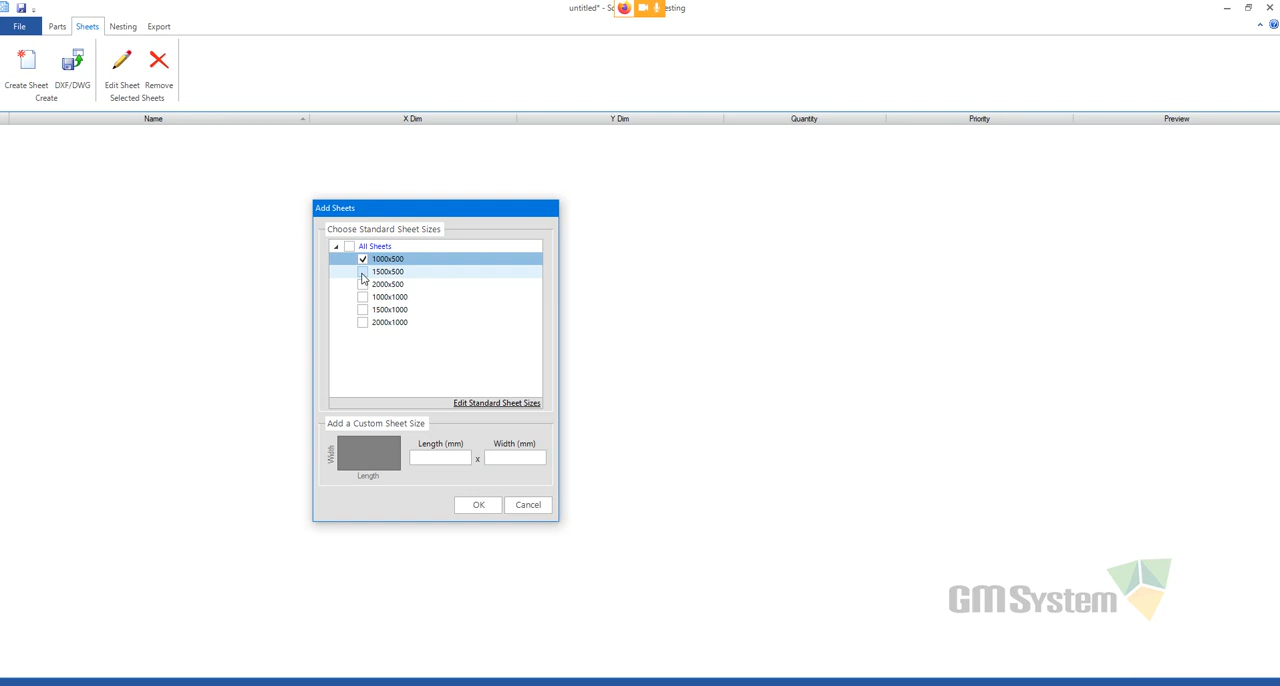 untitled* - S esting
File Parts Sheets Nesting Export
Create Sheet DXF/DWG Edit Sheet Remove
Create Selected Sheets
Name X Dim Y Dim Quantity Priority Preview
Add Sheets
Choose Standard Sheet Sizes
All Sheets
1000x500
1500x500
2000x500
1000x1000
1500x1000
2000x1000
Edit Standard Sheet Sizes
Add a Custom Sheet Size
Width
Length
Length (mm) Width (mm)
x
OK Cancel
GM System